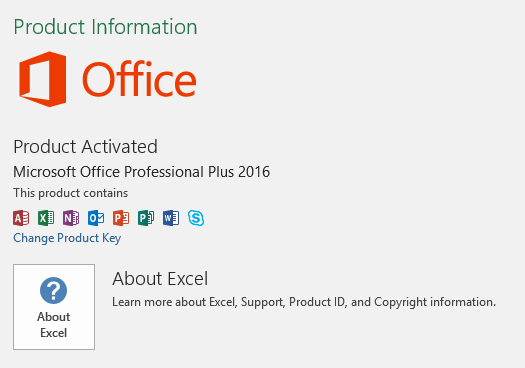 Product Information
Office
Product Activated
Microsoft Office Professional Plus 2016
This product contains
A X N O P P W S
Change Product Key
About Excel
Learn more about Excel, Support, Product ID, and Copyright information.
?
About
Excel